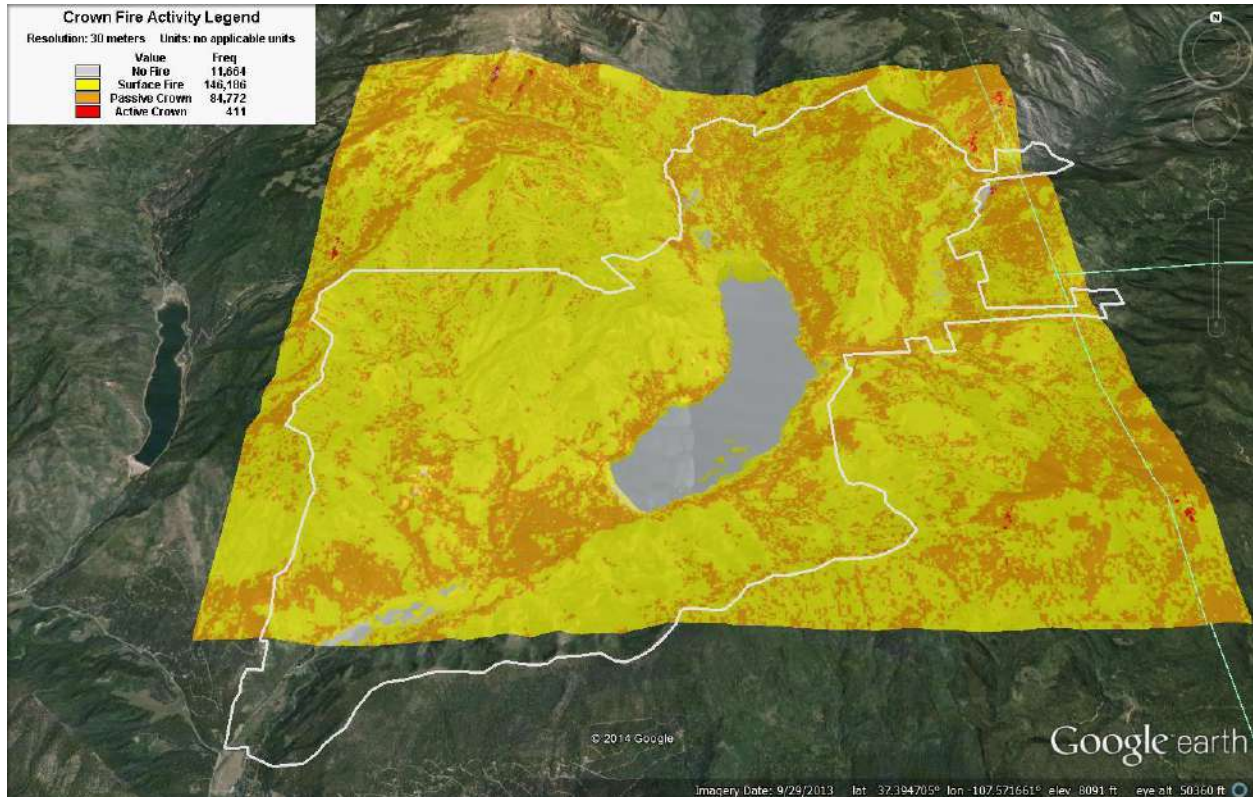 Crown Fire Activity Legend
Resolution: 30 meters Units: no applicable units
Value Freq
No Fire 11,664
Surface Fire 146,186
Passive Crown 84,772
Active Crown 411
N
© 2014 Google
Google earth
Imagery Date: 9/29/2013 lat 37.394705° lon -107.571661° elev 8091 ft eye alt 50360 ft